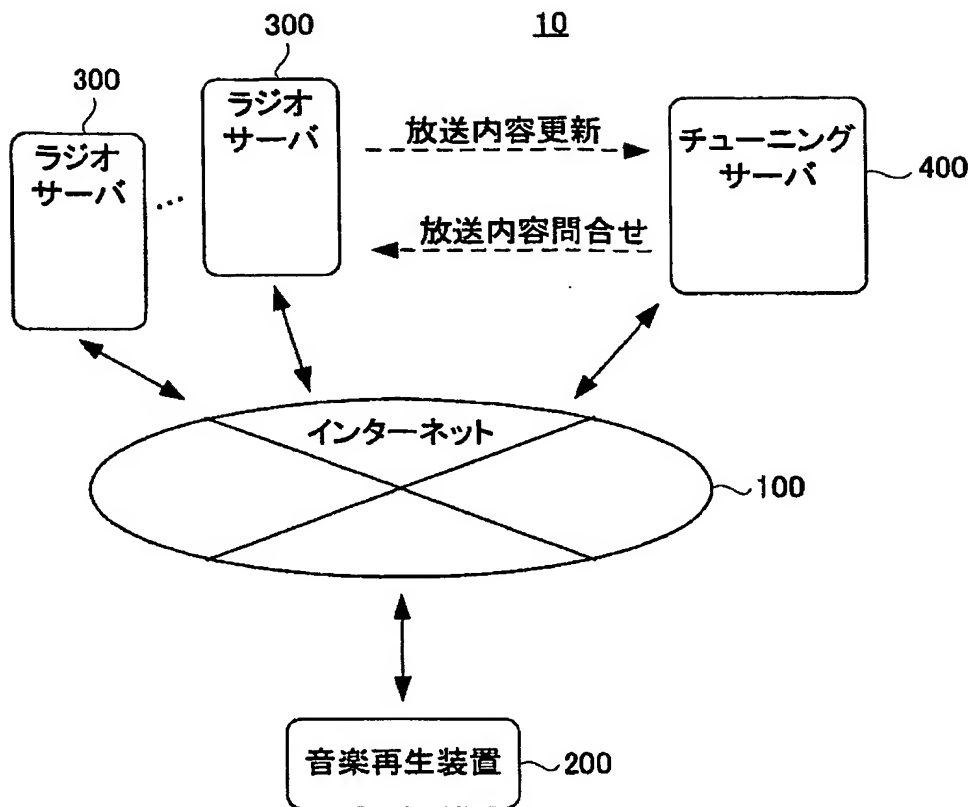 10
300
300
ラジオ
サーバ
ラジオ
サーバ
...
放送内容更新
放送内容問合せ
チューニング
サーバ
400
インターネット
100
音楽再生装置
200